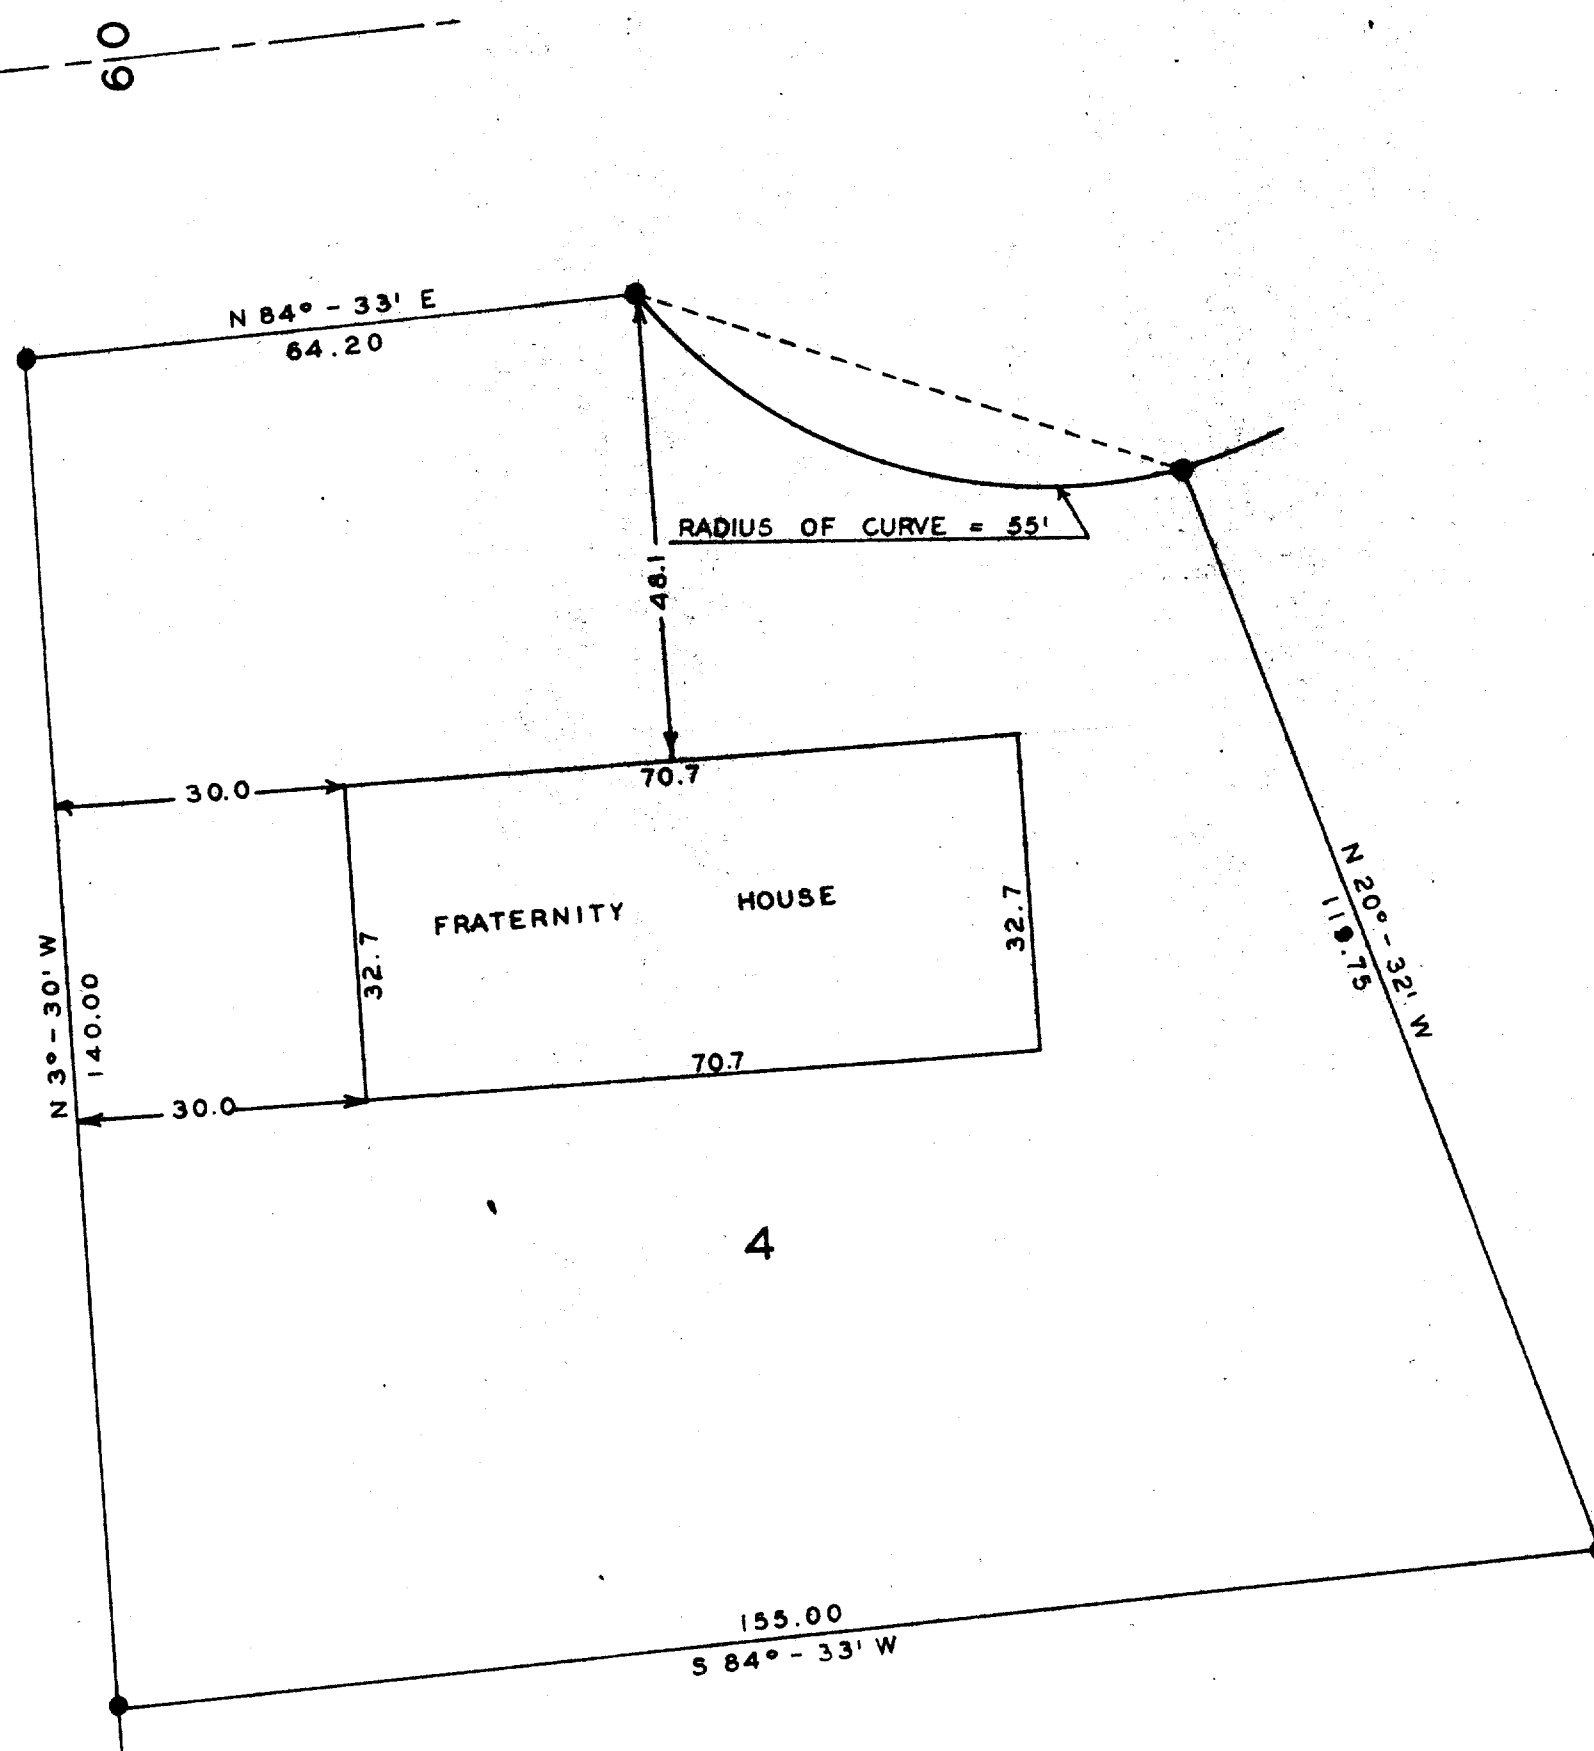 60
N 84° - 33' E
64.20
RADIUS OF CURVE = 55'
48.1
30.0
70.7
FRATERNITY HOUSE
32.7
32.7
N 20° - 32' W
N 3° - 30' W
140.00
70.7
30.0
4
155.00
S 84° - 33' W